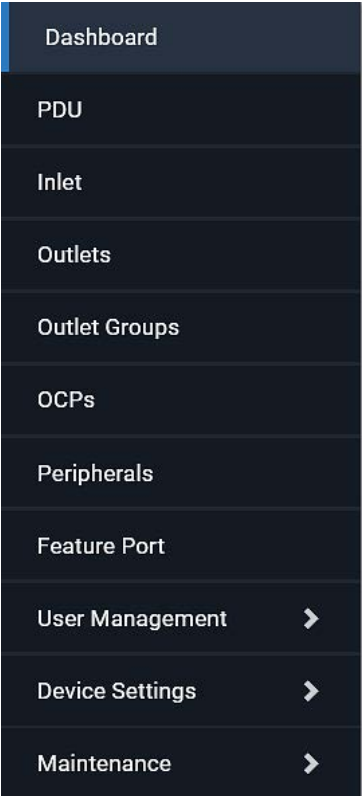 Dashboard
PDU
Inlet
Outlets
Outlet Groups
OCPs
Peripherals
Feature Port
User Management
Device Settings
Maintenance